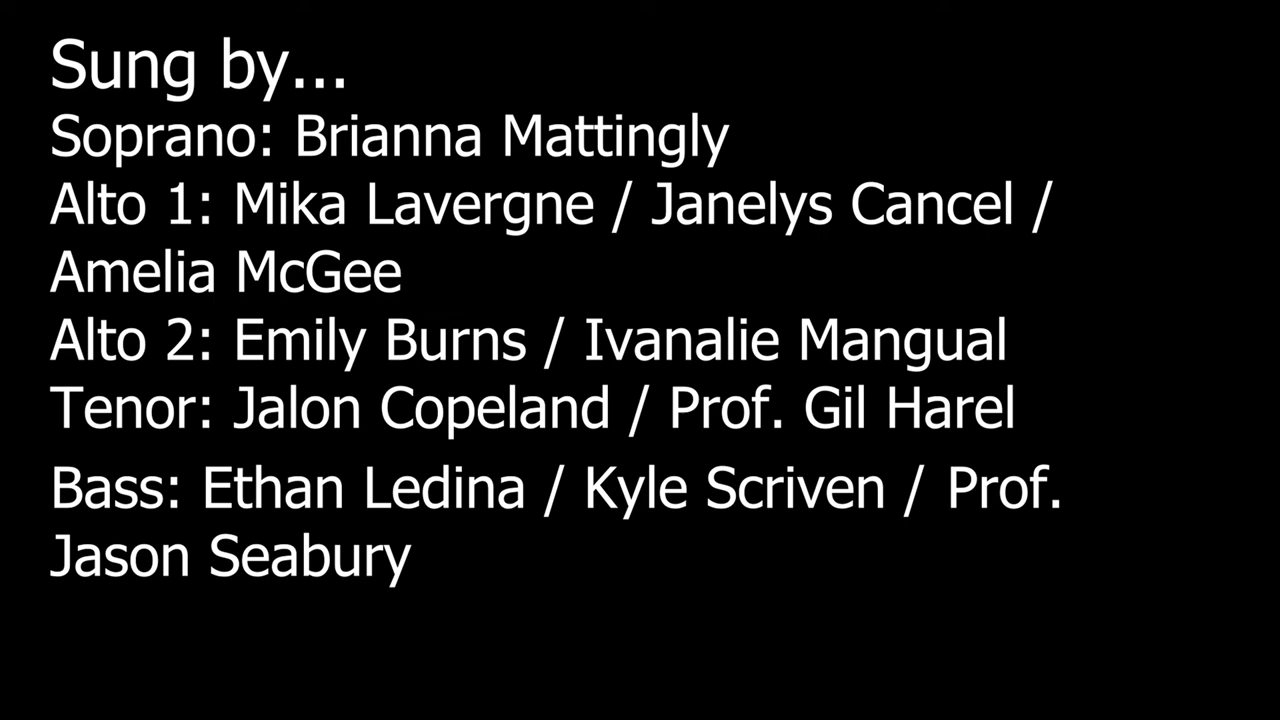 Sung by...
Soprano: Brianna Mattingly
Alto 1: Mika Lavergne / Janelys Cancel /
Amelia McGee
Alto 2: Emily Burns / Ivanalie Mangual
Tenor: Jalon Copeland / Prof. Gil Harel
Bass: Ethan Ledina / Kyle Scriven / Prof.
Jason Seabury